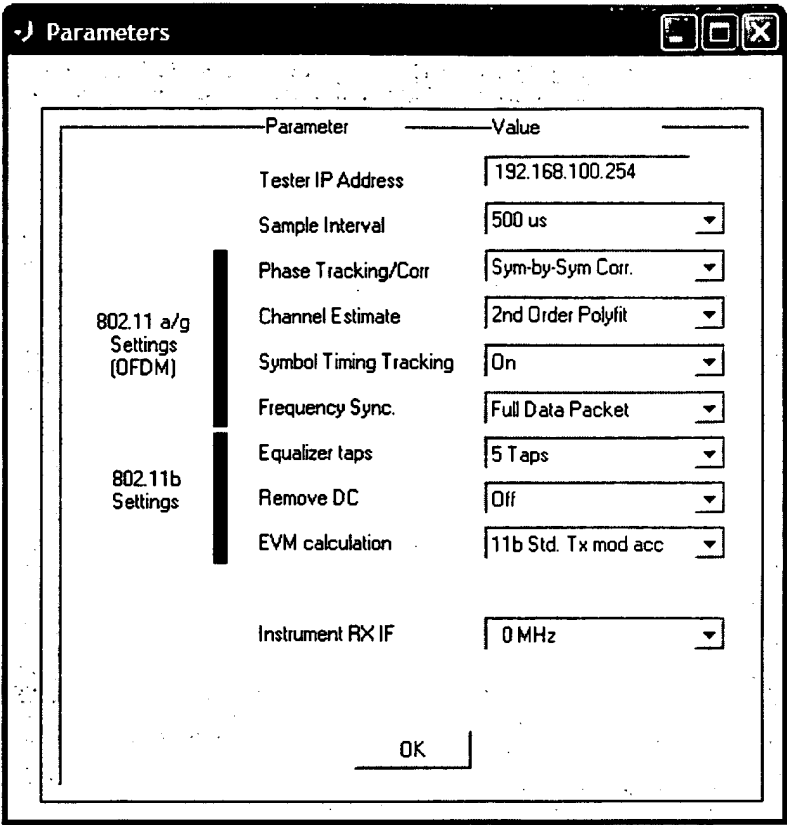 Parameters
Parameter Value
Tester IP Address 192.168.100.254
Sample Interval 500 us
802.11 a/g
Settings
(OFDM)
Phase Tracking/Corr Sym-by-Sym Corr.
Channel Estimate 2nd Order Polyfit
Symbol Timing Tracking On
Frequency Sync. Full Data Packet
802.11b
Settings
Equalizer taps 5 Taps
Remove DC Off
EVM calculation 11b Std. Tx mod acc
Instrument RX IF 0 MHz
OK